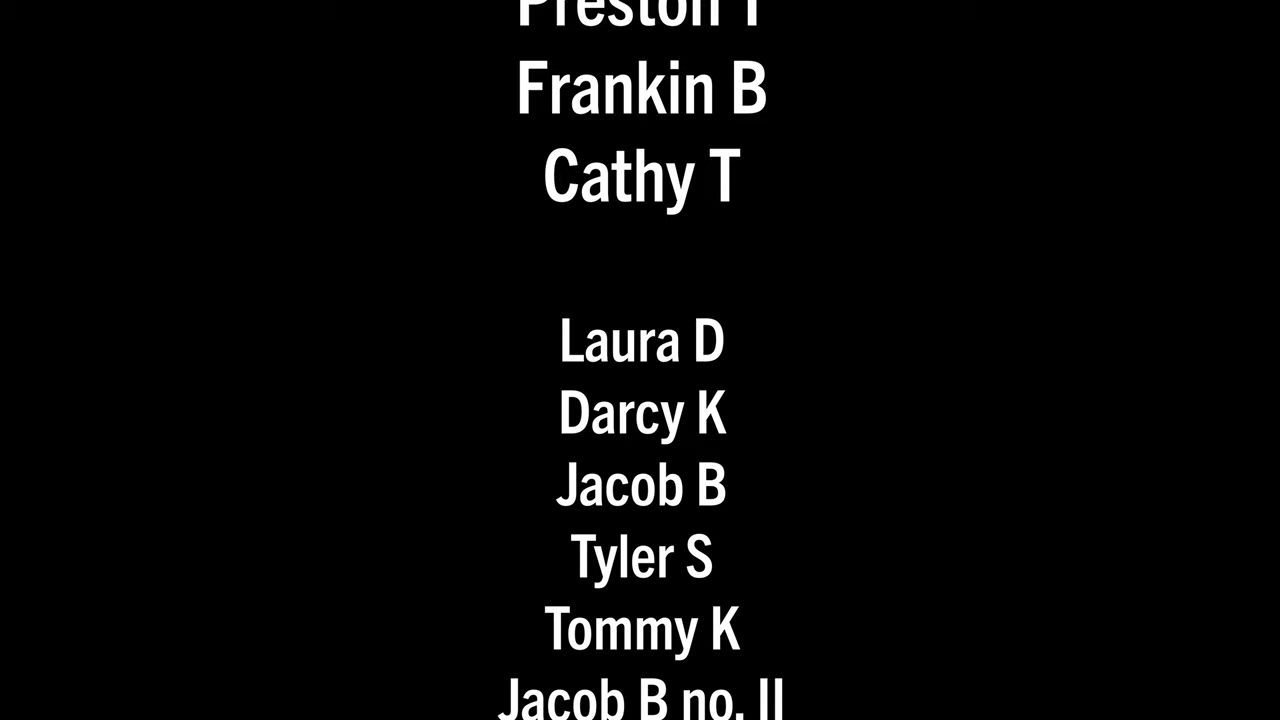 Preston T
Frankin B
Cathy T
Laura D
Darcy K
Jacob B
Tyler S
Tommy K
Jacob B no. II